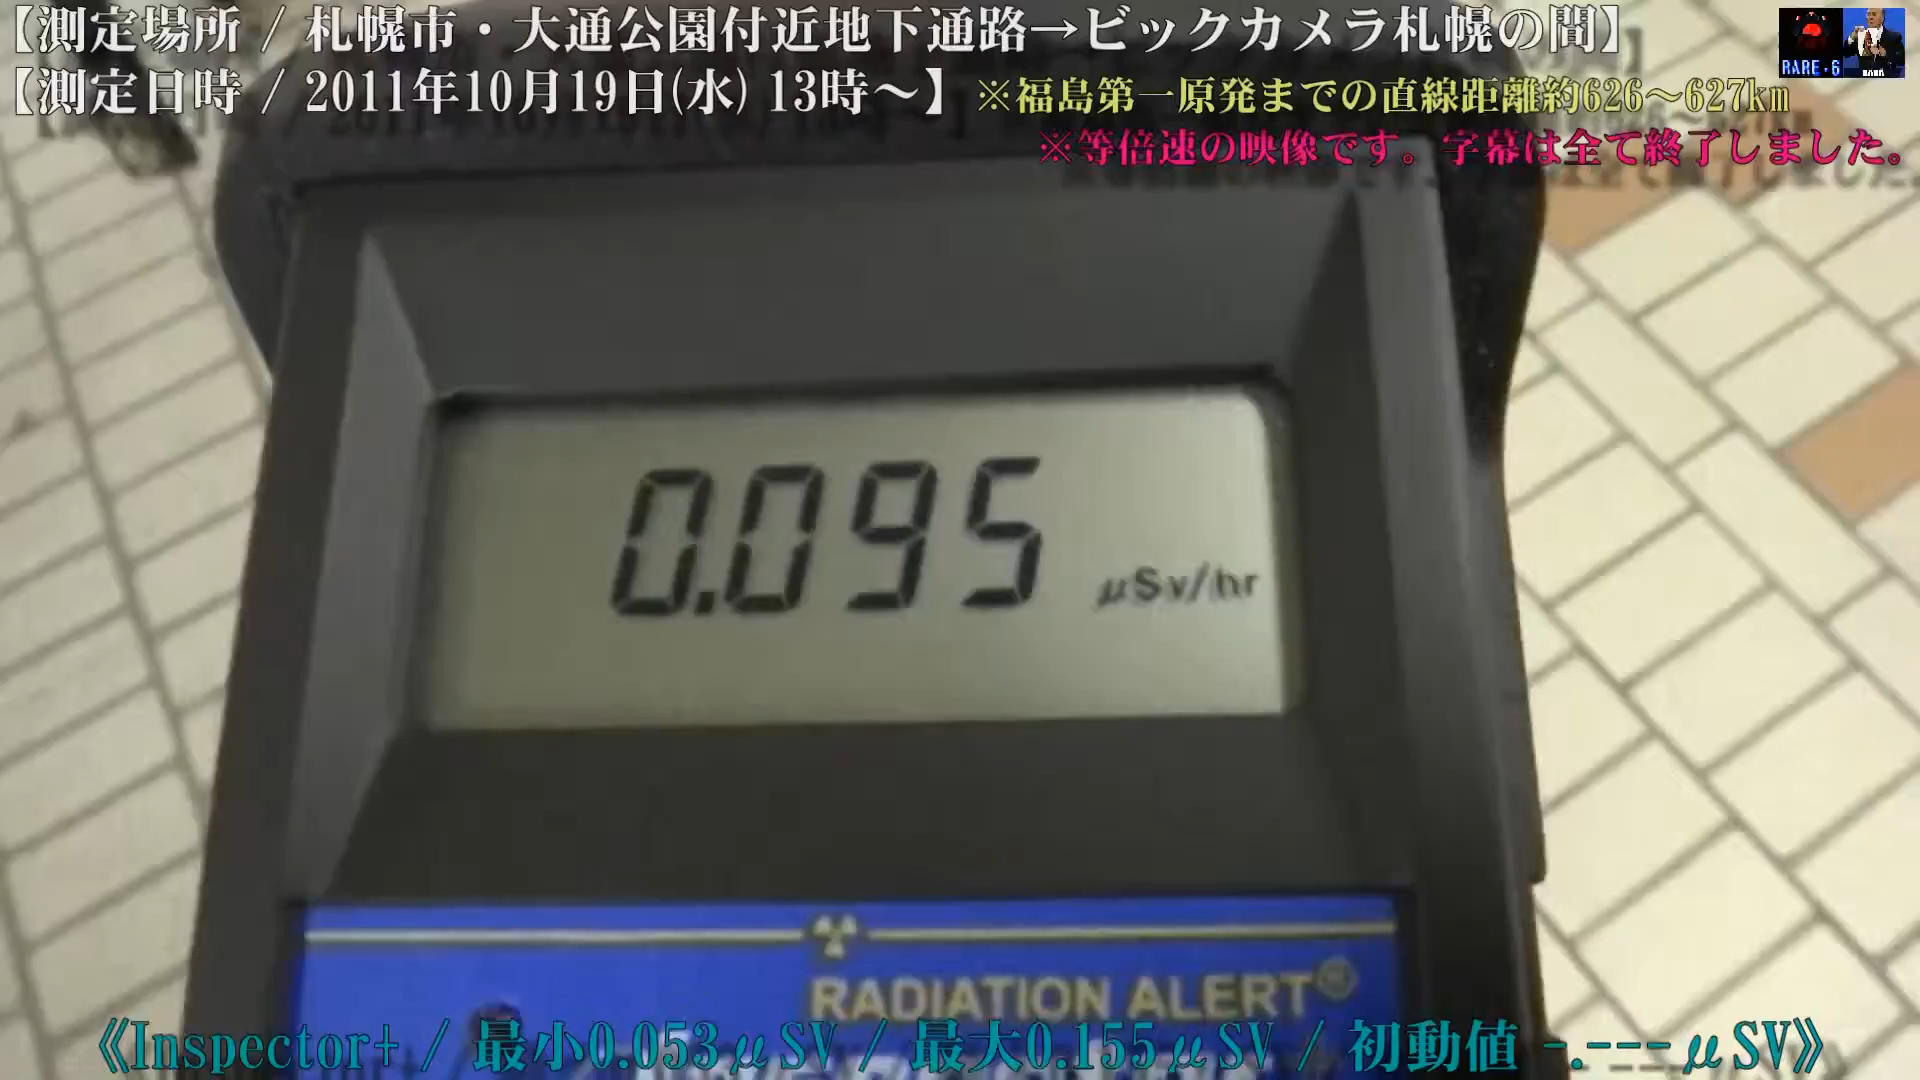 【測定場所 / 札幌市・大通公園付近地下通路→ビックカメラ札幌の間】
【測定日時 / 2011年10月19日(水) 13時～】
※福島第一原発までの直線距離約626～627km
※等倍速の映像です。字幕は全て終了しました。
RARE・6
0.095 μSv/hr
RADIATION ALERT®
《Inspector+ / 最小0.053μSV / 最大0.155μSV / 初動値 -.---μSV》